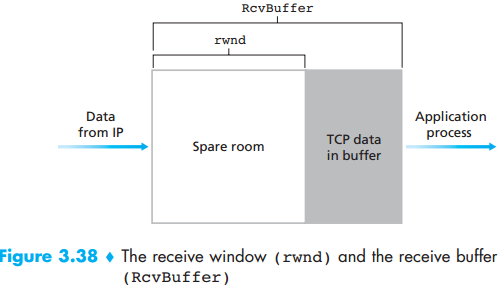 RcvBuffer
rwnd
Data
from IP
Spare room
TCP data
in buffer
Application
process
Figure 3.38 ♦ The receive window (rwnd) and the receive buffer
(RcvBuffer)